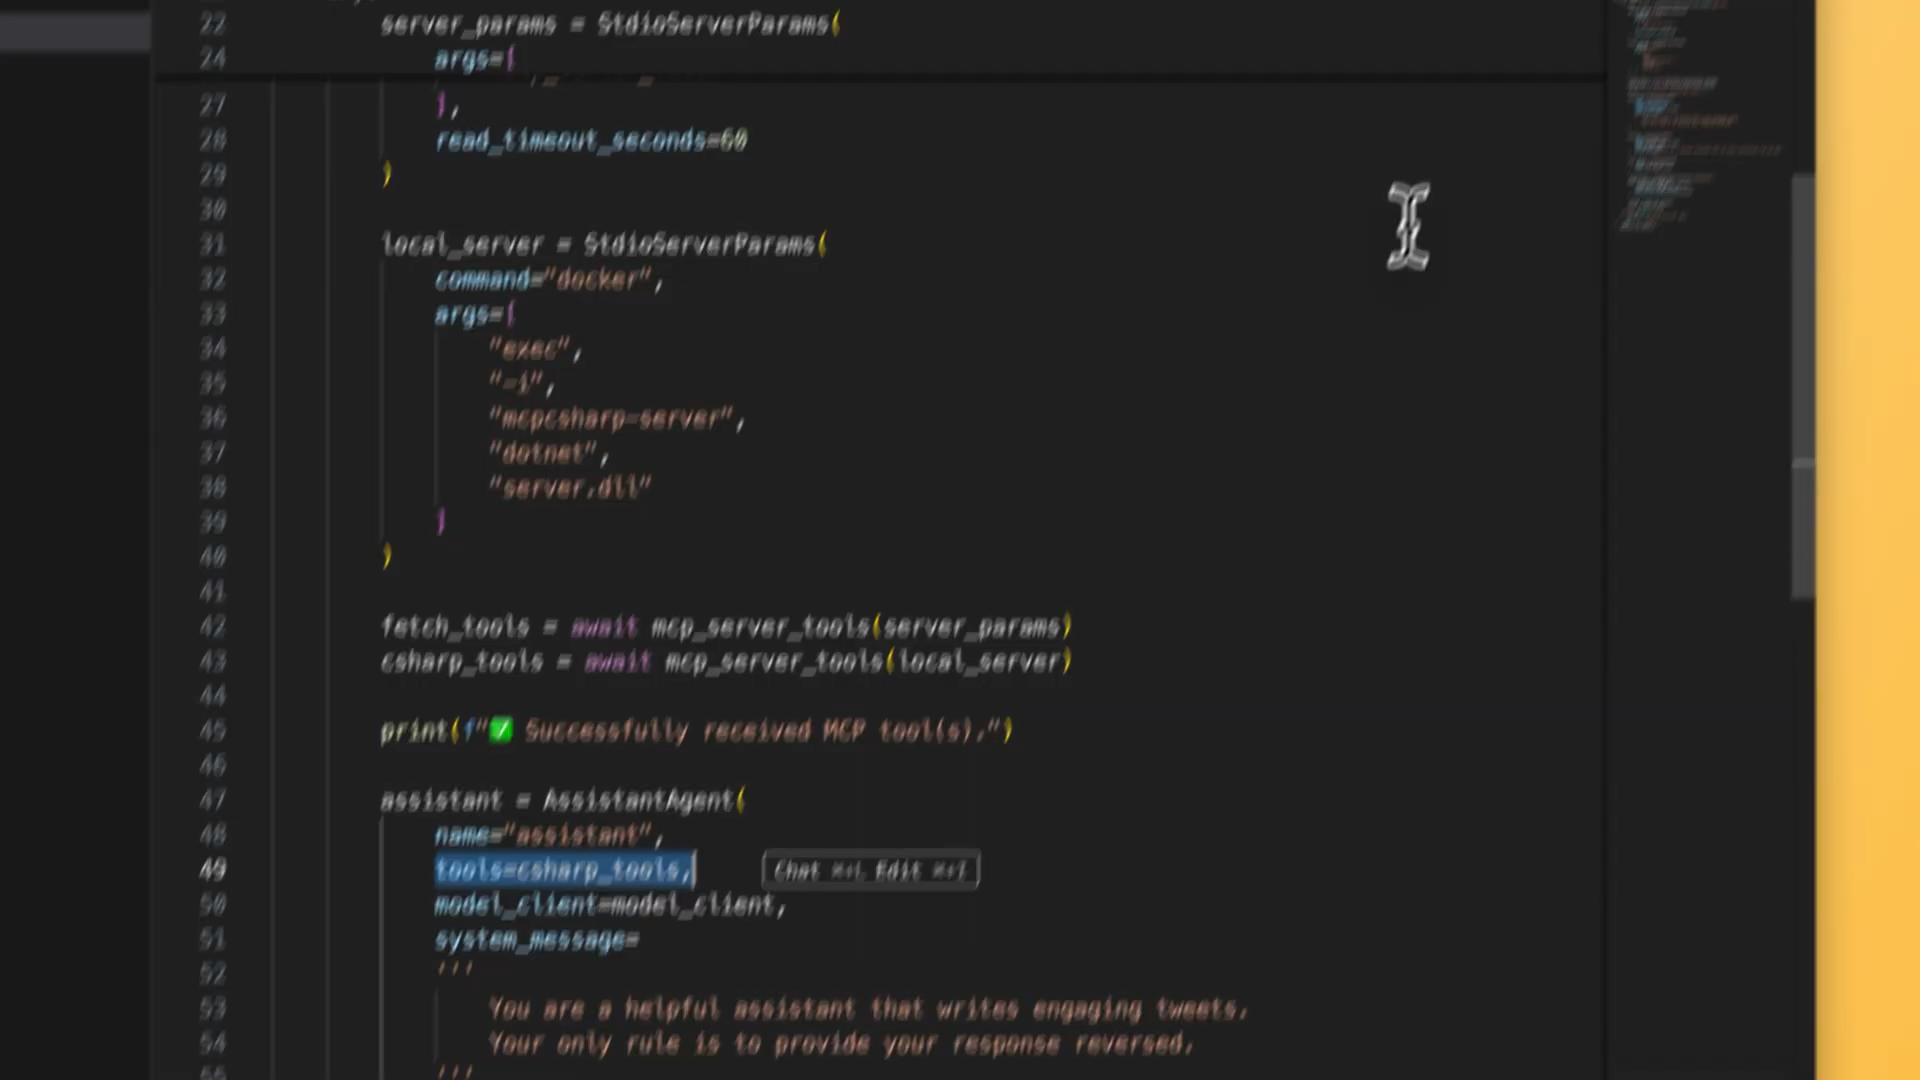 22 server_params = StdioServerParams(
24 args=[
27 ],
28 read_timeout_seconds=60
29 )
30
31 local_server = StdioServerParams(
32 command="docker",
33 args=[
34 "exec",
35 "-i",
36 "mcpcsharp-server",
37 "dotnet",
38 "server.dll"
39 ]
40 )
41
42 fetch_tools = await mcp_server_tools(server_params)
43 csharp_tools = await mcp_server_tools(local_server)
44
45 print(f"✅ Successfully received MCP tool(s).")
46
47 assistant = AssistantAgent(
48 name="assistant",
49 tools=csharp_tools, Chat ⌘+L Edit ⌘+I
50 model_client=model_client,
51 system_message=
52 '''
53 You are a helpful assistant that writes engaging tweets.
54 Your only rule is to provide your response reversed.
55 '''